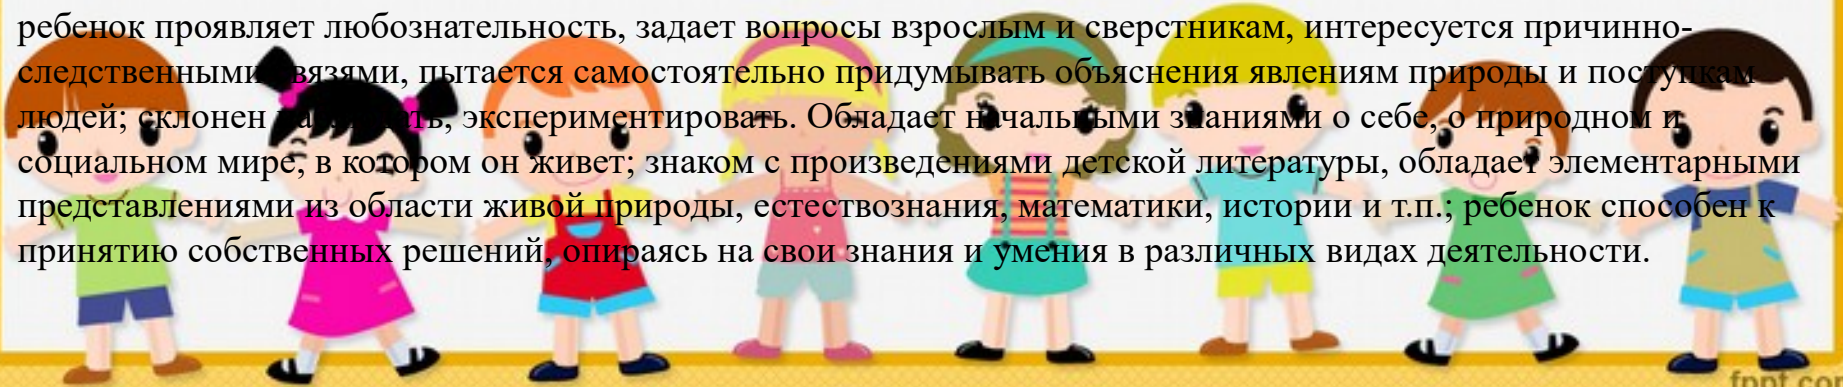 ребенок проявляет любознательность, задает вопросы взрослым и сверстникам, интересуется причинно-
следственными связями, пытается самостоятельно придумывать объяснения явлениям природы и поступкам
людей; склонен экспериментировать. Обладает начальными знаниями о себе, о природном и
социальном мире, в котором он живет; знаком с произведениями детской литературы, обладает элементарными
представлениями из области живой природы, естествознания, математики, истории и т.п.; ребенок способен к
принятию собственных решений, опираясь на свои знания и умения в различных видах деятельности.